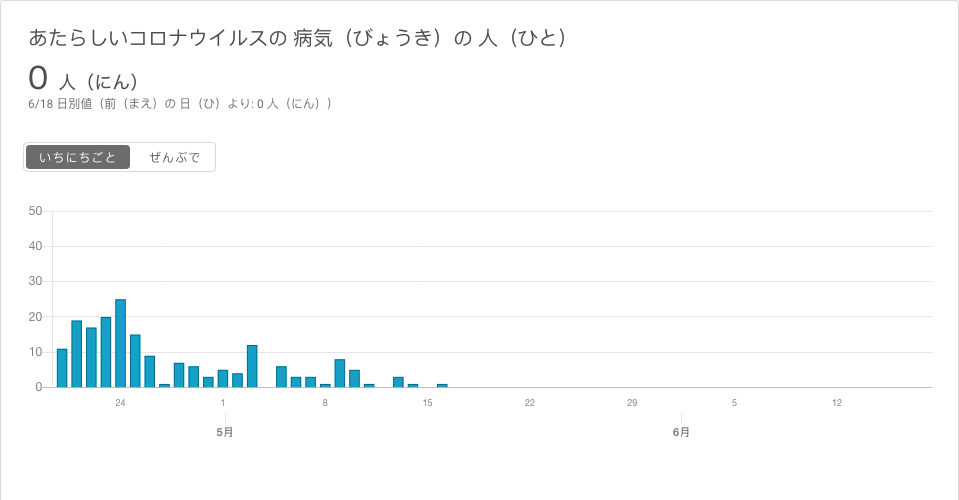 あたらしいコロナウイルスの 病気（びょうき）の 人（ひと）
0 人（にん）
6/18 日別値（前（まえ）の 日（ひ）より: 0 人（にん））
いちにちごと ぜんぶで
50
40
30
20
10
0
24 1 8 15 22 29 5 12
5月 6月